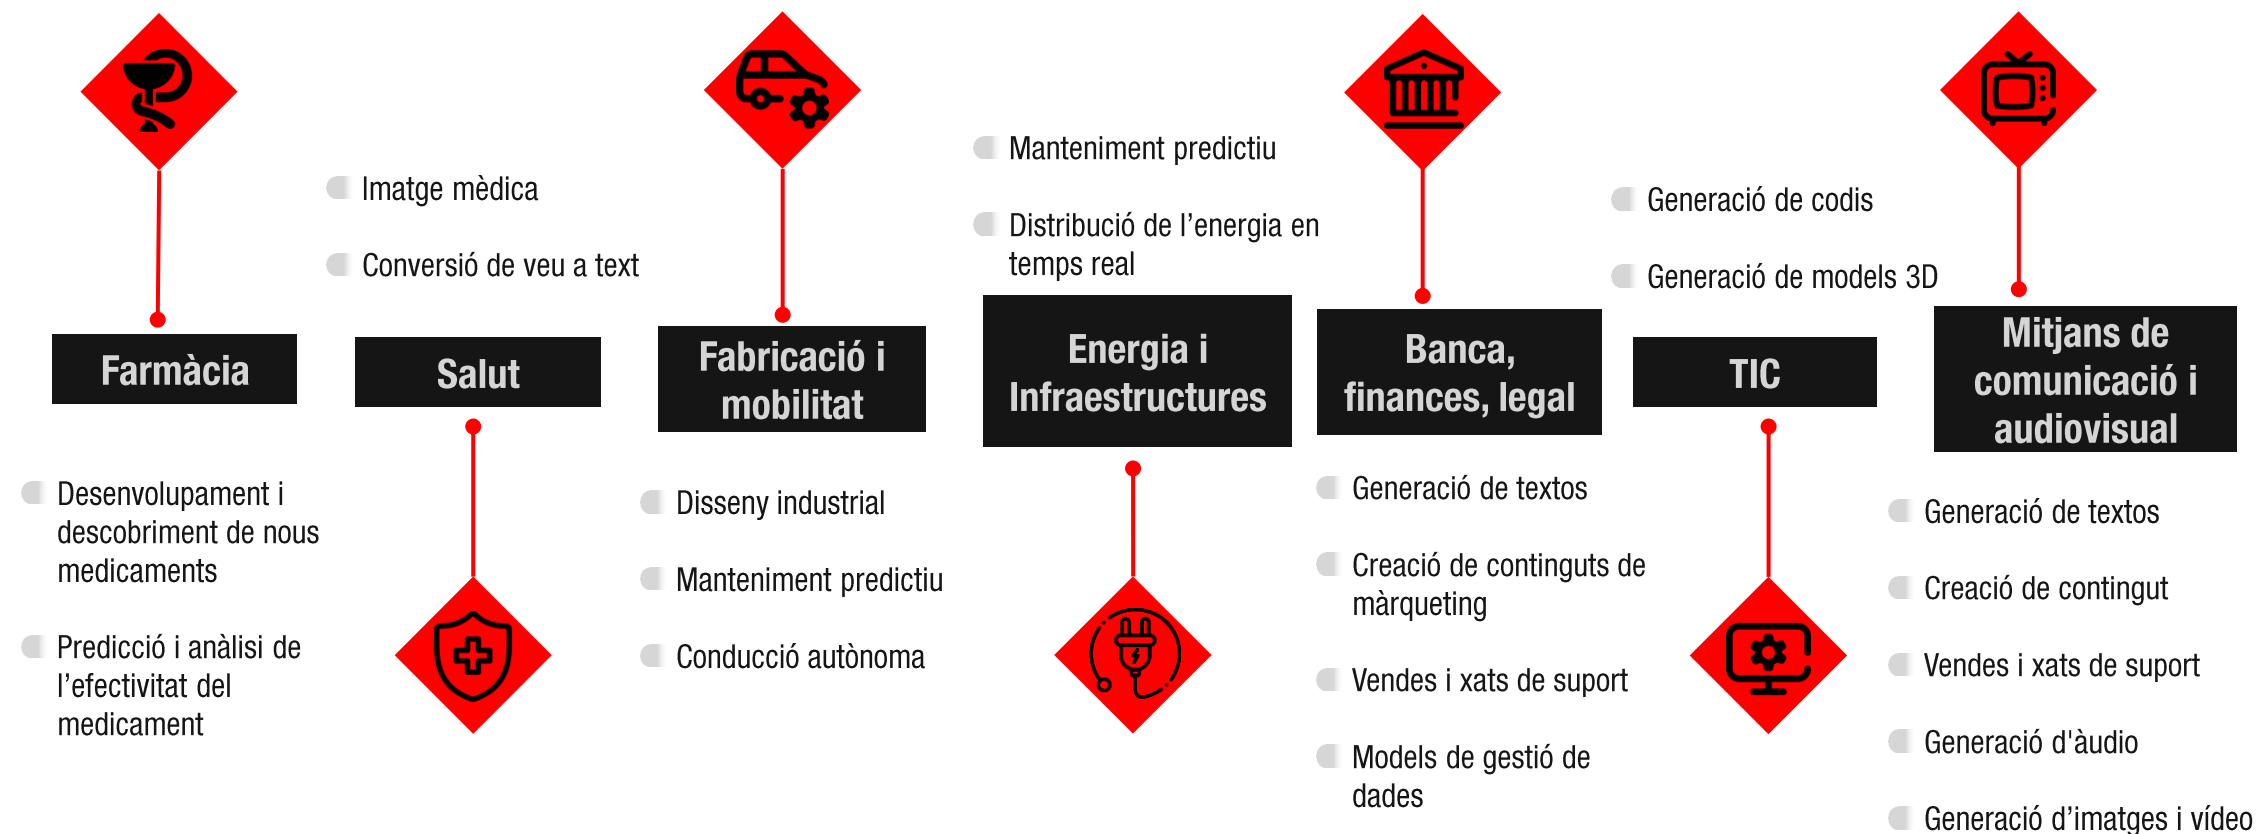 Farmàcia
Desenvolupament i
descobriment de nous
medicaments
Predicció i anàlisi de
l’efectivitat del
medicament
Imatge mèdica
Conversió de veu a text
Salut
Fabricació i
mobilitat
Disseny industrial
Manteniment predictiu
Conducció autònoma
Manteniment predictiu
Distribució de l’energia en
temps real
Energia i
Infraestructures
Banca,
finances, legal
Generació de textos
Creació de continguts de
màrqueting
Vendes i xats de suport
Models de gestió de
dades
Generació de codis
Generació de models 3D
TIC
Mitjans de
comunicació i
audiovisual
Generació de textos
Creació de contingut
Vendes i xats de suport
Generació d'àudio
Generació d’imatges i vídeo